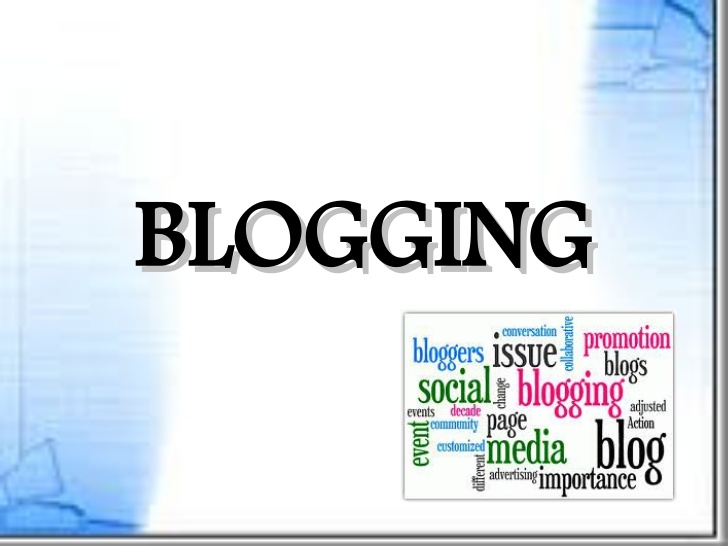 BLOGGING
conversation
collaborative
promotion
bloggers
issue
blogs
social
change
blogging
events
decade
page
adjusted
community
Action
event
customized
media
blog
different
advertising
importance